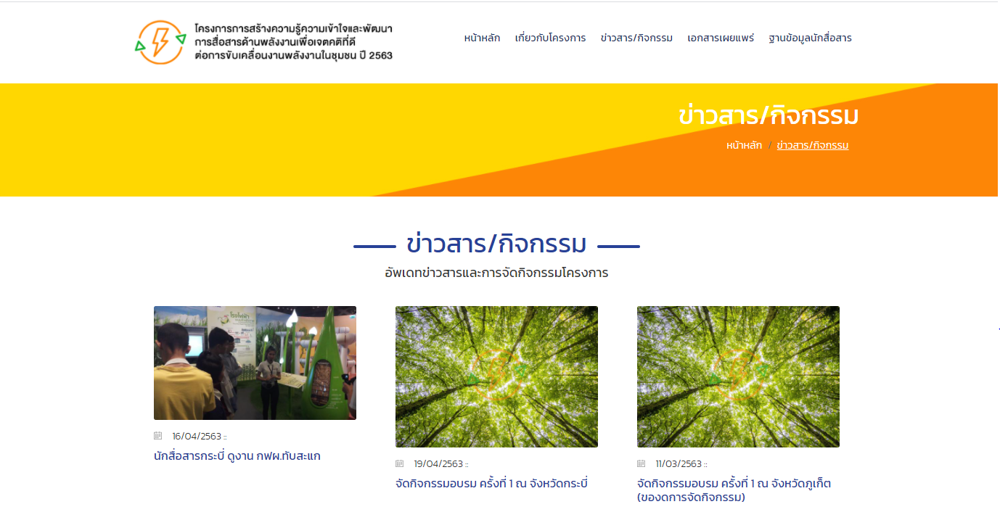 โครงการการสร้างความรู้ความเข้าใจและพัฒนา
การสื่อสารด้านพลังงานเพื่อเจตคติที่ดี
ต่อการขับเคลื่อนงานพลังงานในชุมชน ปี 2563
หน้าหลัก เกี่ยวกับโครงการ ข่าวสาร/กิจกรรม เอกสารเผยแพร่ ฐานข้อมูลนักสื่อสาร
ข่าวสาร/กิจกรรม
หน้าหลัก / ข่าวสาร/กิจกรรม
ข่าวสาร/กิจกรรม
อัพเดทข่าวสารและการจัดกิจกรรมโครงการ
โรงไฟฟ้า
16/04/2563 ::
นักสื่อสารกระบี่ ดูงาน กฟผ.ทับสะแก
19/04/2563 ::
จัดกิจกรรมอบรม ครั้งที่ 1 ณ จังหวัดกระบี่
11/03/2563 ::
จัดกิจกรรมอบรม ครั้งที่ 1 ณ จังหวัดภูเก็ต
(ของดการจัดกิจกรรม)